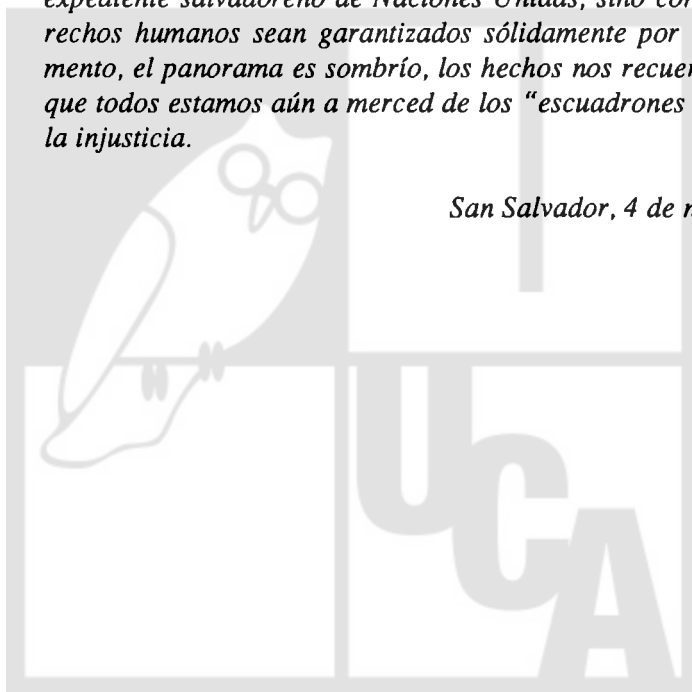 expediente salvadoreño de Naciones Unidas, sino con
rechos humanos sean garantizados sólidamente por
mento, el panorama es sombrío, los hechos nos recuer
que todos estamos aún a merced de los "escuadrones
la injusticia.
San Salvador, 4 de
UCA